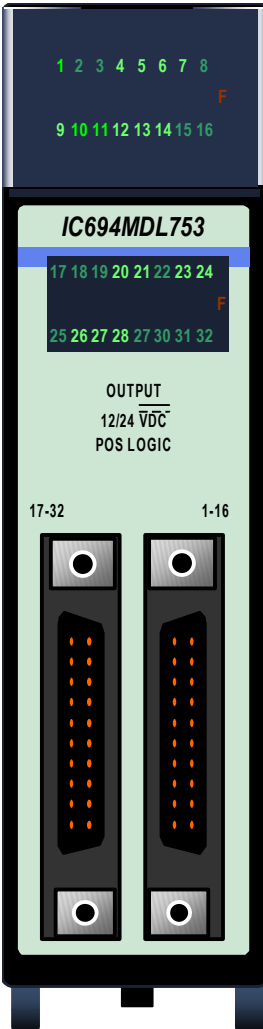 1 2 3 4 5 6 7 8
F
9 10 11 12 13 14 15 16
IC694MDL753
17 18 19 20 21 22 23 24
F
25 26 27 28 27 30 31 32
OUTPUT
12/24 VDC
POS LOGIC
17-32 1-16